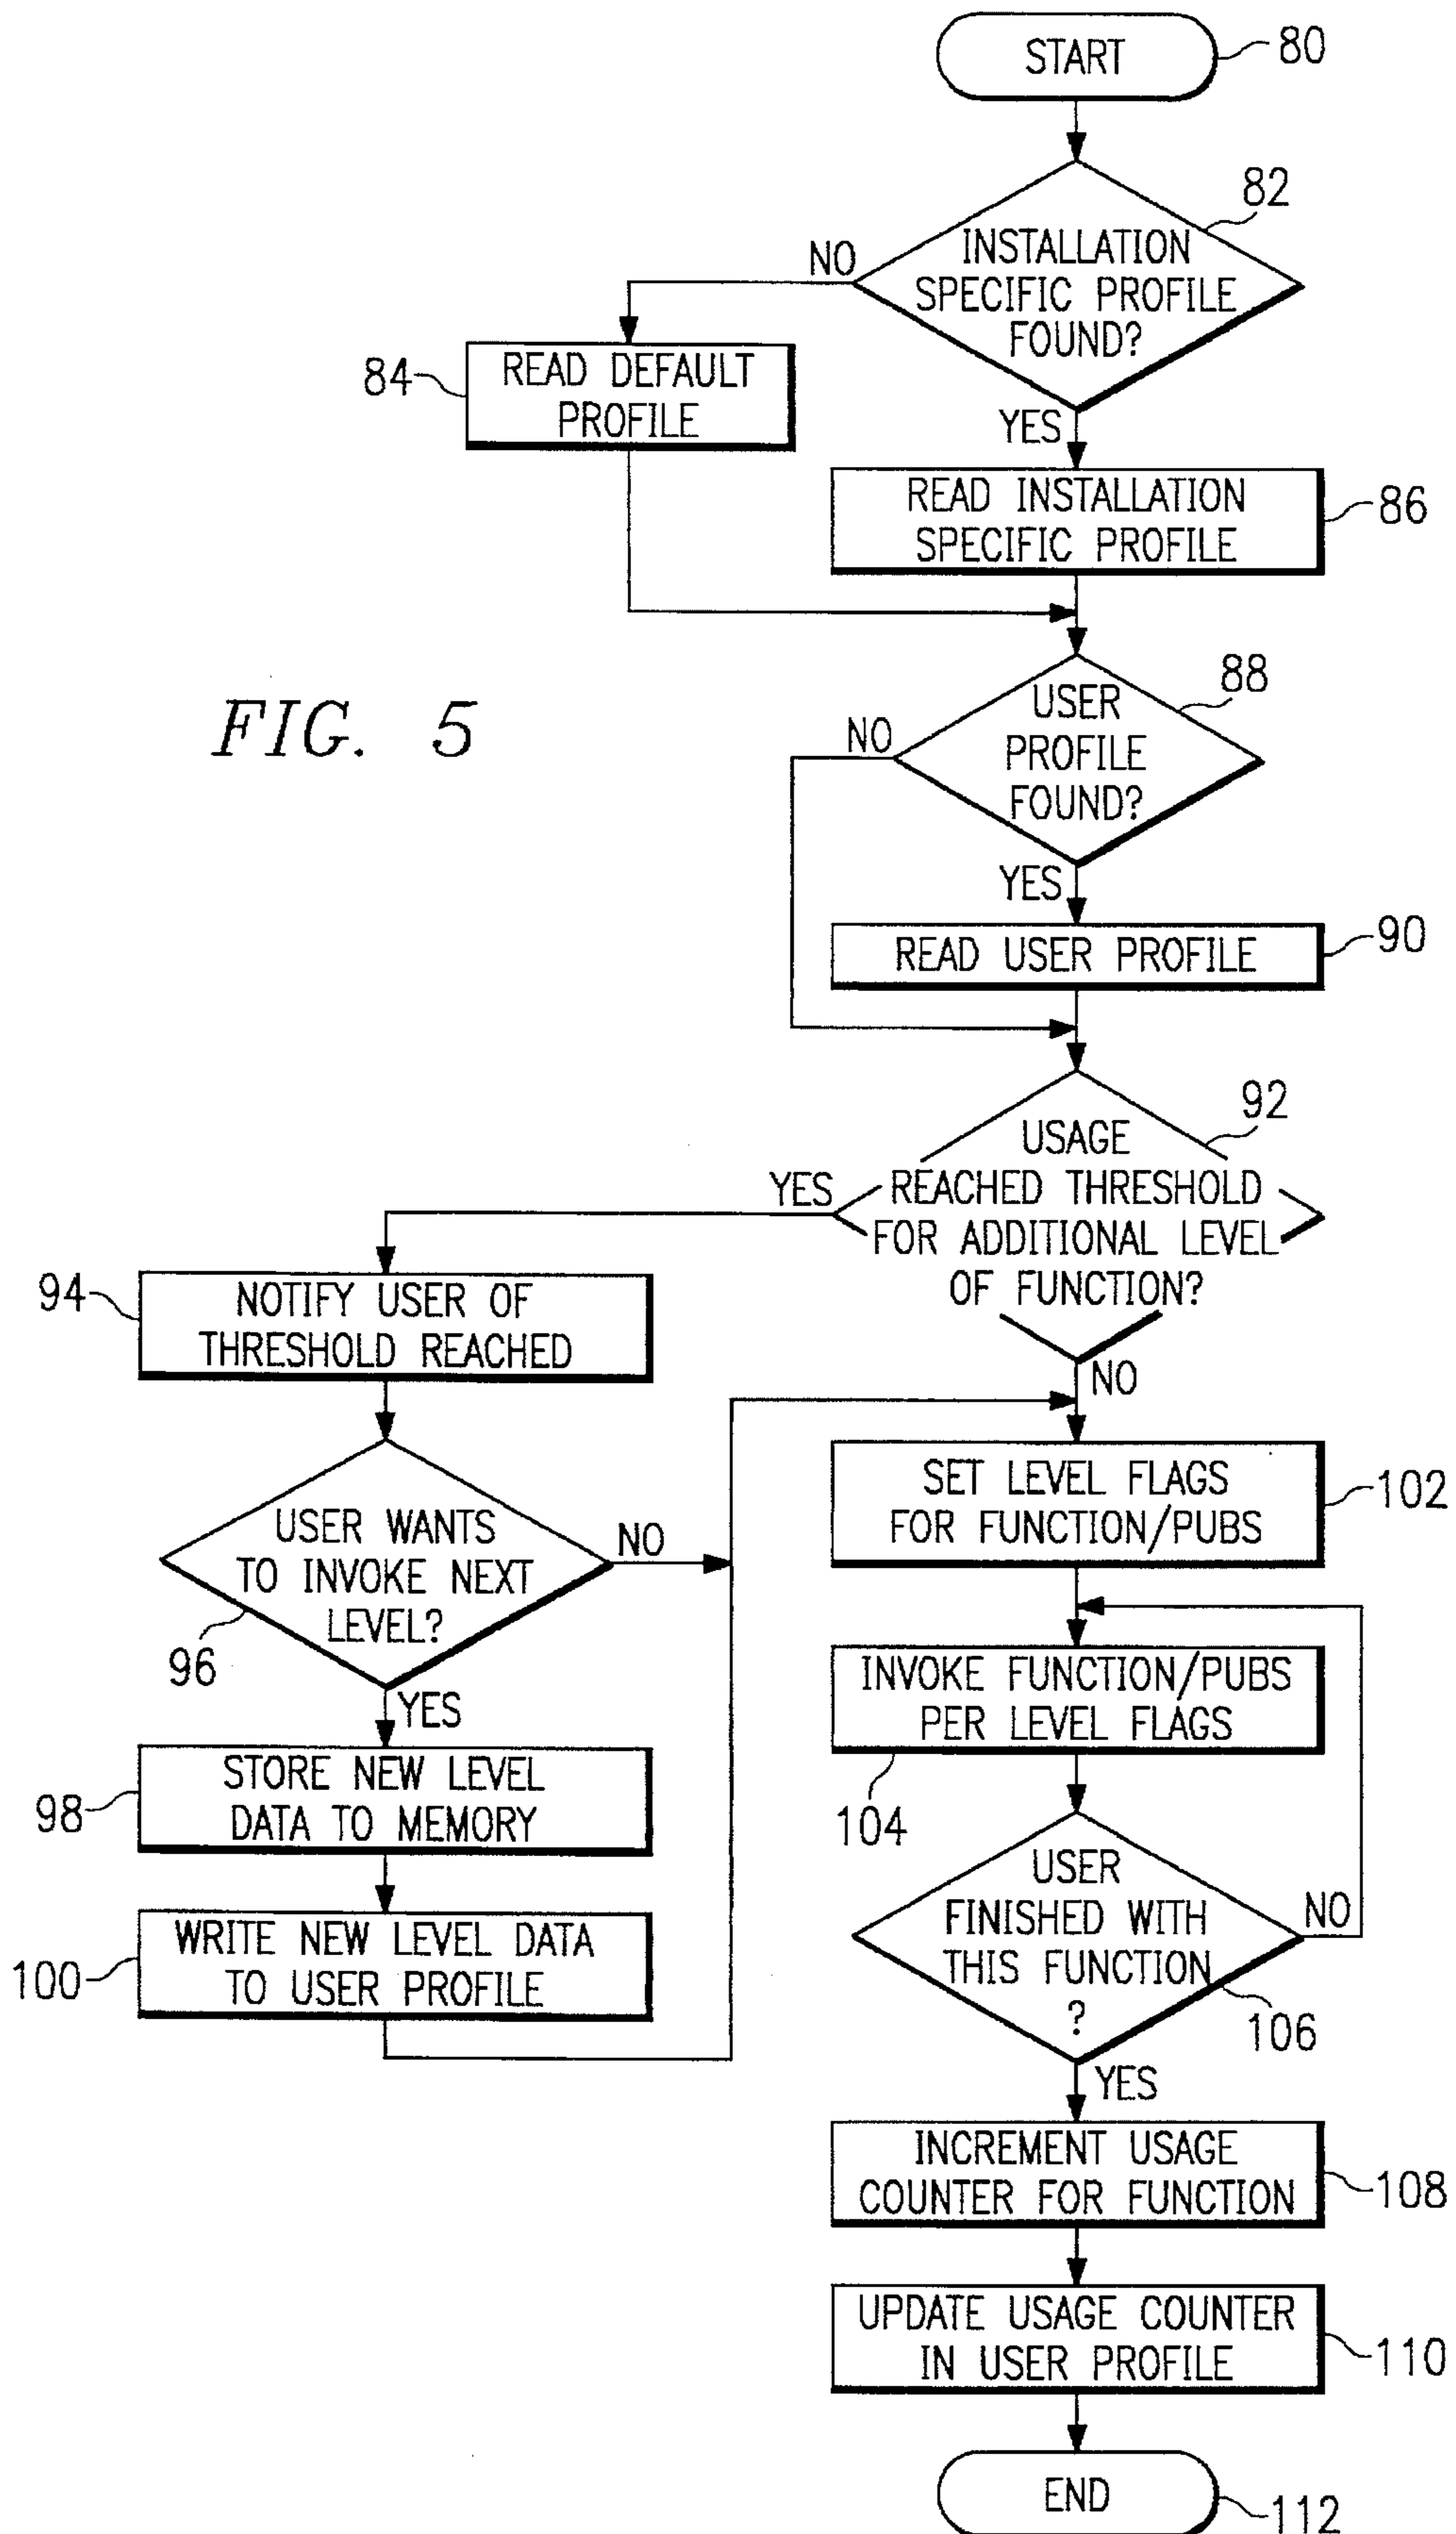 START
80
82
INSTALLATION
SPECIFIC PROFILE
FOUND?
NO
YES
84
READ DEFAULT
PROFILE
READ INSTALLATION
SPECIFIC PROFILE
86
FIG. 5
88
USER
PROFILE
FOUND?
NO
YES
READ USER PROFILE
90
92
USAGE
REACHED THRESHOLD
FOR ADDITIONAL LEVEL
OF FUNCTION?
YES
NO
94
NOTIFY USER OF
THRESHOLD REACHED
USER WANTS
TO INVOKE NEXT
LEVEL?
NO
96
YES
98
STORE NEW LEVEL
DATA TO MEMORY
100
WRITE NEW LEVEL DATA
TO USER PROFILE
SET LEVEL FLAGS
FOR FUNCTION/PUBS
102
INVOKE FUNCTION/PUBS
PER LEVEL FLAGS
104
USER
FINISHED WITH
THIS FUNCTION
?
NO
106
YES
INCREMENT USAGE
COUNTER FOR FUNCTION
108
UPDATE USAGE COUNTER
IN USER PROFILE
110
END
112